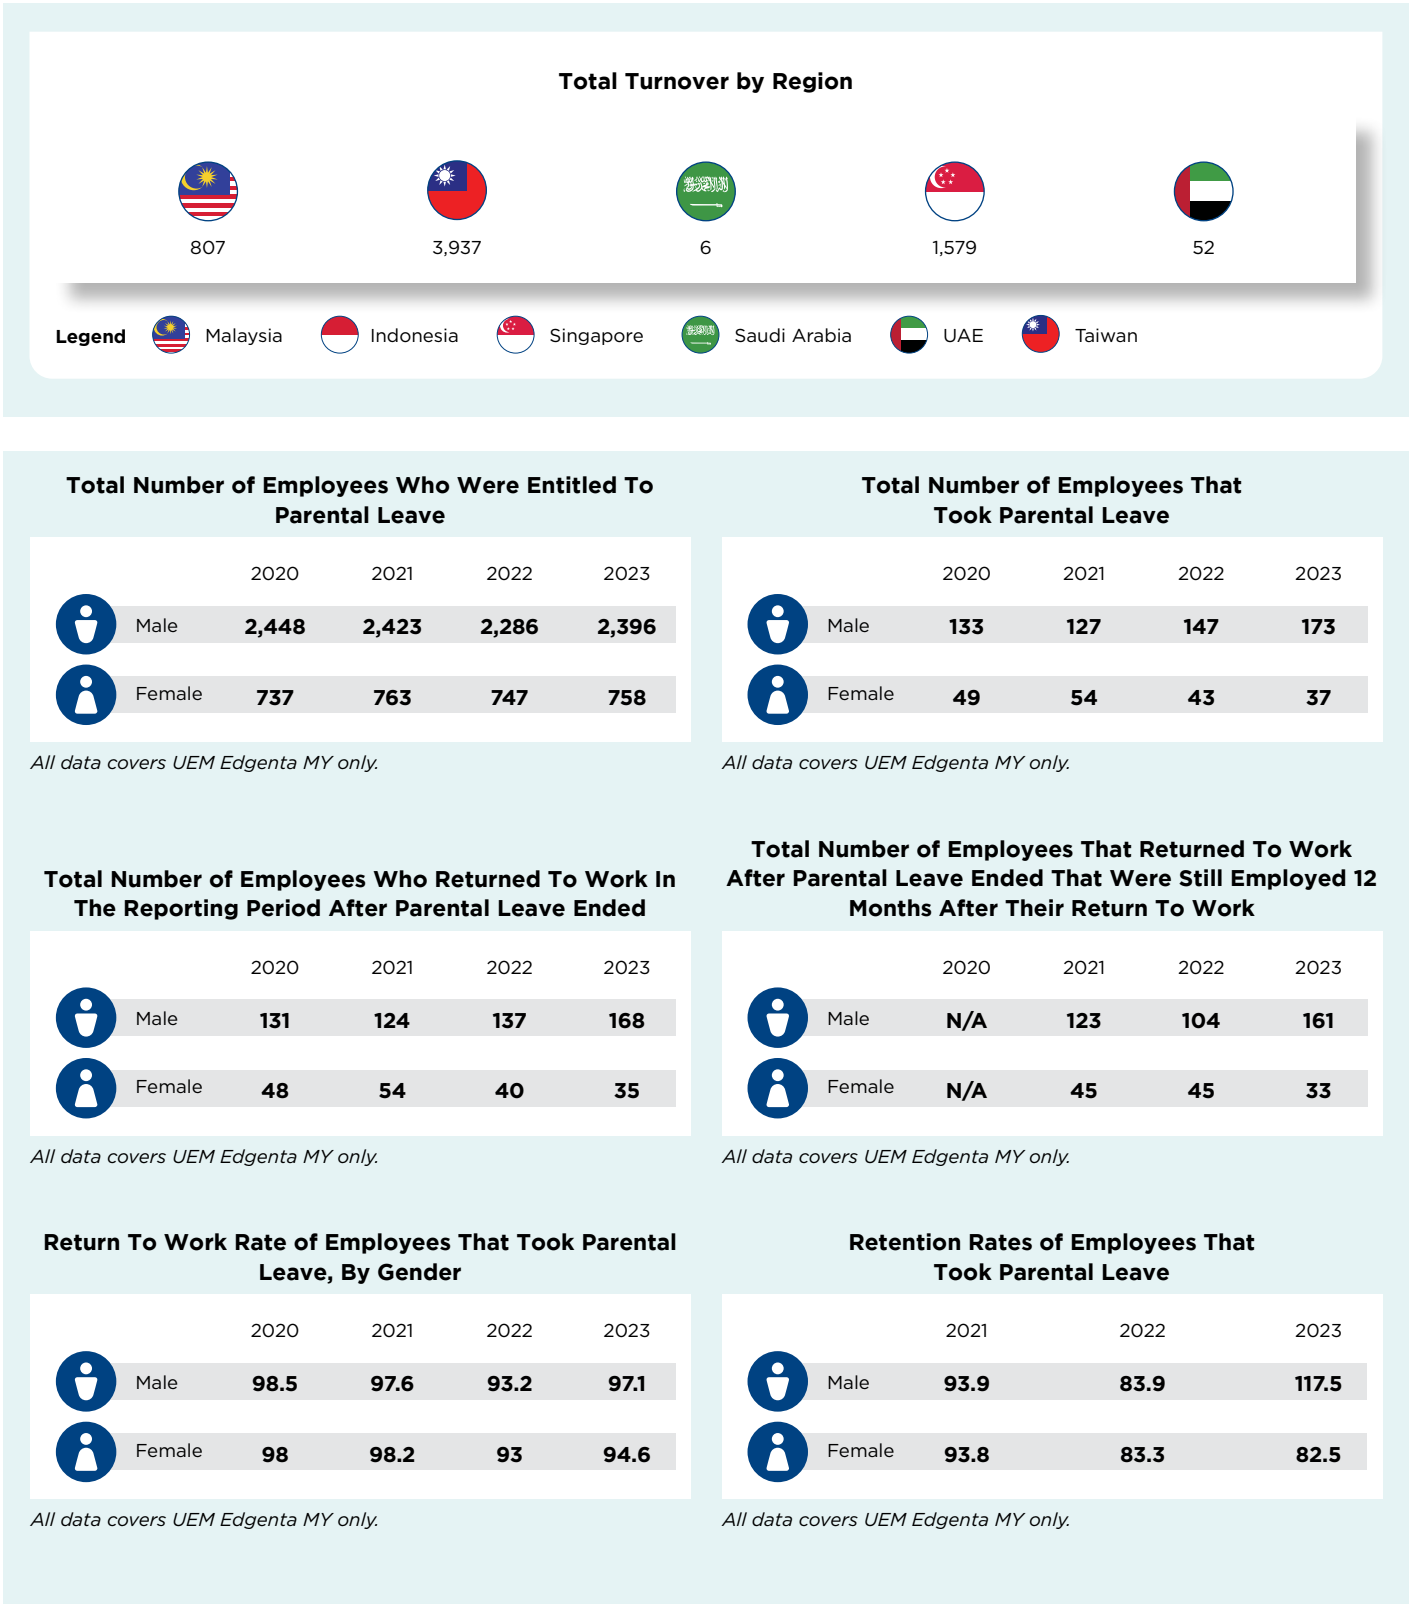 Total Turnover by Region
807 3,937 6 1,579 52
Legend Malaysia Indonesia Singapore Saudi Arabia UAE Taiwan
Total Number of Employees Who Were Entitled To
Parental Leave
2020 2021 2022 2023
Male 2,448 2,423 2,286 2,396
Female 737 763 747 758
All data covers UEM Edgenta MY only.
Total Number of Employees That
Took Parental Leave
2020 2021 2022 2023
Male 133 127 147 173
Female 49 54 43 37
All data covers UEM Edgenta MY only.
Total Number of Employees Who Returned To Work In
The Reporting Period After Parental Leave Ended
2020 2021 2022 2023
Male 131 124 137 168
Female 48 54 40 35
All data covers UEM Edgenta MY only.
Total Number of Employees That Returned To Work
After Parental Leave Ended That Were Still Employed 12
Months After Their Return To Work
2020 2021 2022 2023
Male N/A 123 104 161
Female N/A 45 45 33
All data covers UEM Edgenta MY only.
Return To Work Rate of Employees That Took Parental
Leave, By Gender
2020 2021 2022 2023
Male 98.5 97.6 93.2 97.1
Female 98 98.2 93 94.6
All data covers UEM Edgenta MY only.
Retention Rates of Employees That
Took Parental Leave
2021 2022 2023
Male 93.9 83.9 117.5
Female 93.8 83.3 82.5
All data covers UEM Edgenta MY only.